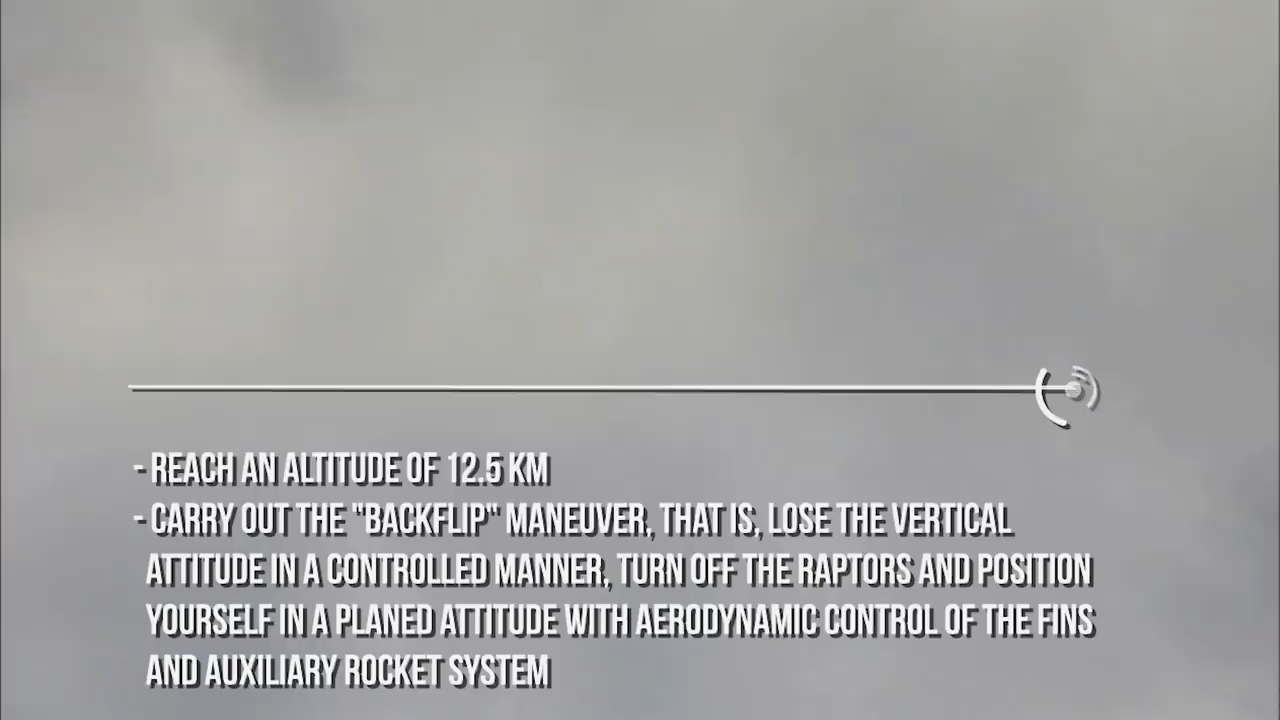 - REACH AN ALTITUDE OF 12.5 KM
- CARRY OUT THE "BACKFLIP" MANEUVER, THAT IS, LOSE THE VERTICAL
ATTITUDE IN A CONTROLLED MANNER, TURN OFF THE RAPTORS AND POSITION
YOURSELF IN A PLANED ATTITUDE WITH AERODYNAMIC CONTROL OF THE FINS
AND AUXILIARY ROCKET SYSTEM